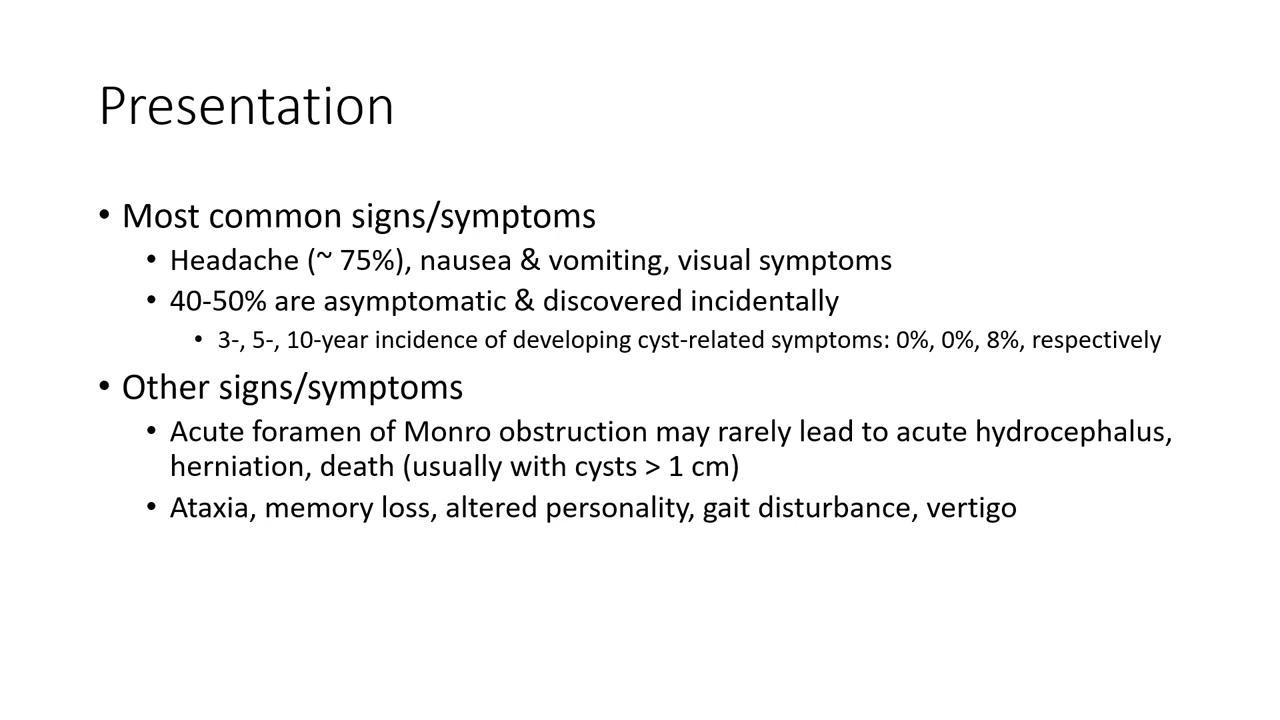 Presentation
• Most common signs/symptoms
• Headache (~ 75%), nausea & vomiting, visual symptoms
• 40-50% are asymptomatic & discovered incidentally
• 3-, 5-, 10-year incidence of developing cyst-related symptoms: 0%, 0%, 8%, respectively
• Other signs/symptoms
• Acute foramen of Monro obstruction may rarely lead to acute hydrocephalus,
herniation, death (usually with cysts > 1 cm)
• Ataxia, memory loss, altered personality, gait disturbance, vertigo